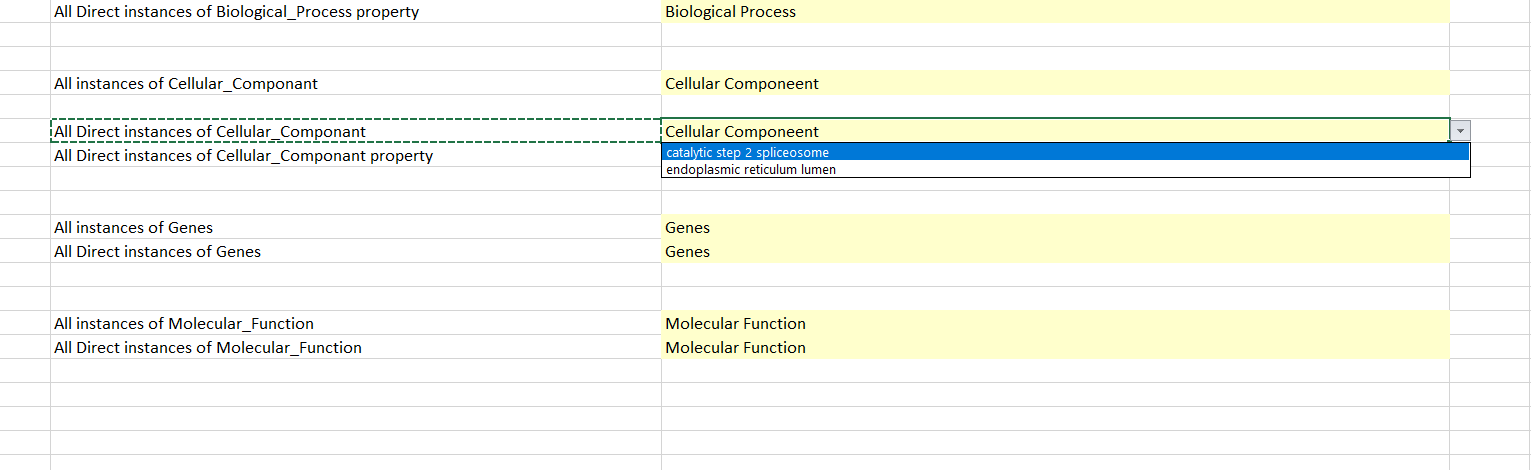 All Direct instances of Biological_Process property Biological Process
All instances of Cellular_Componant Cellular Componeent
All Direct instances of Cellular_Componant Cellular Componeent
All Direct instances of Cellular_Componant property catalytic step 2 spliceosome
endoplasmic reticulum lumen
All instances of Genes Genes
All Direct instances of Genes Genes
All instances of Molecular_Function Molecular Function
All Direct instances of Molecular_Function Molecular Function